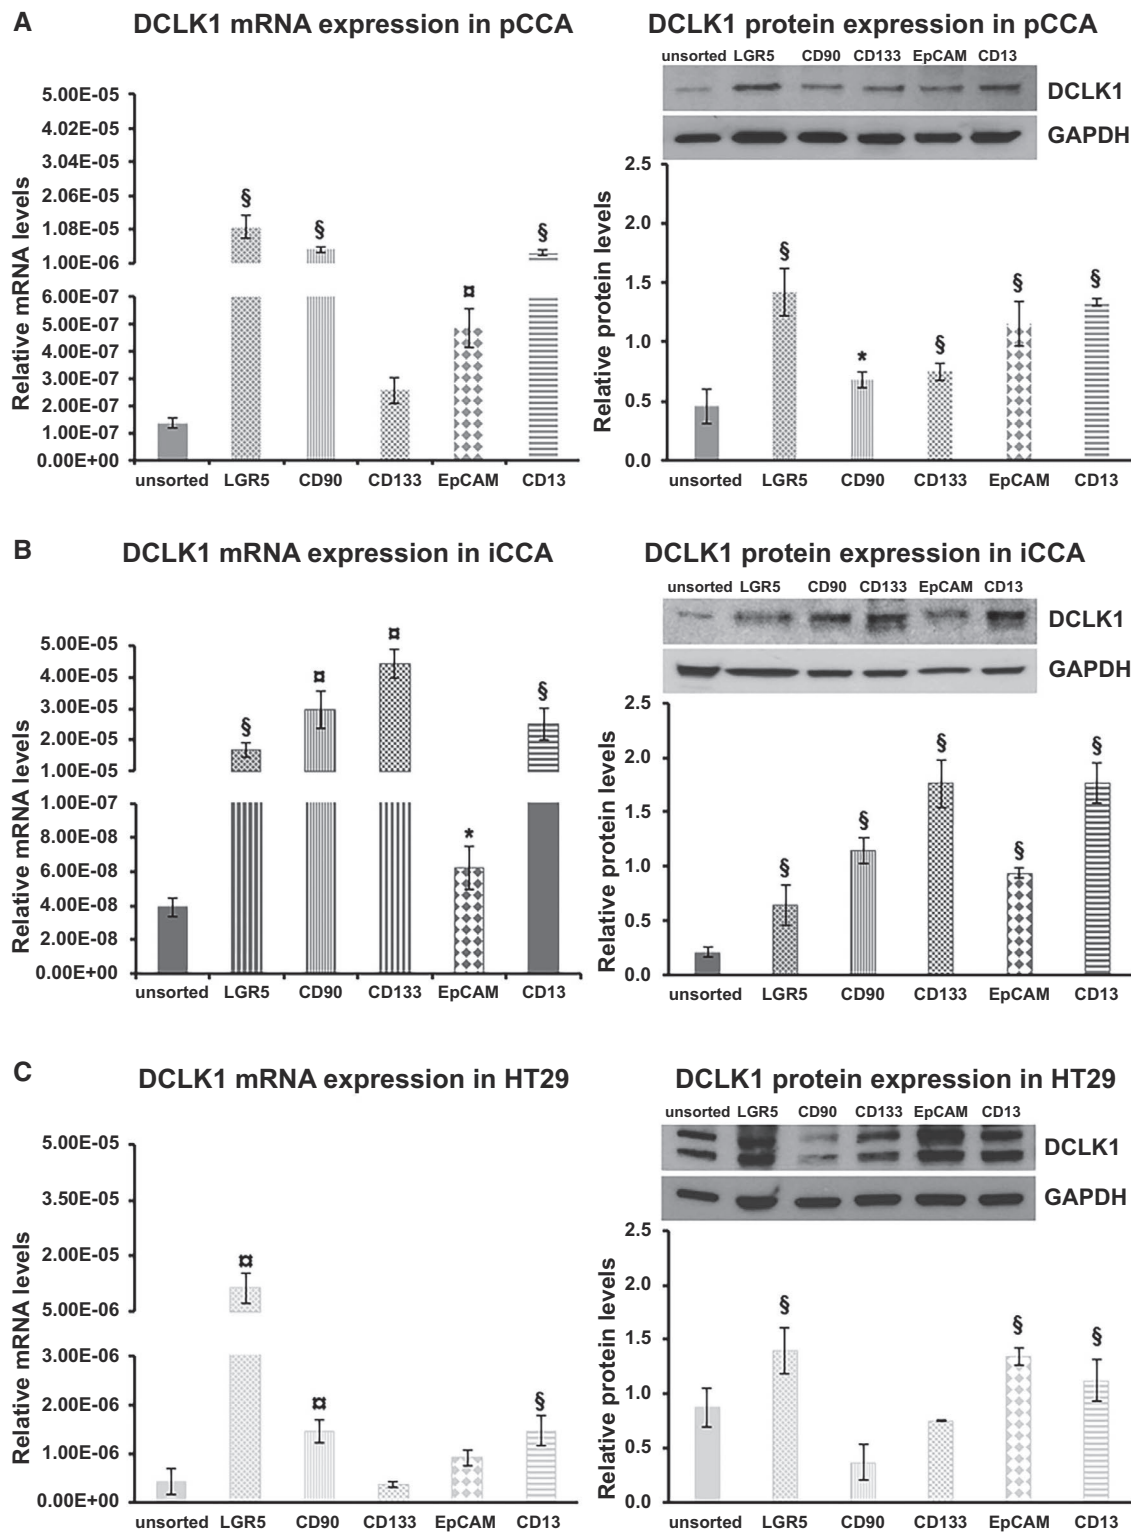 A
DCLK1 mRNA expression in pCCA
Relative mRNA levels
5.00E-05
4.02E-05
3.04E-05
2.06E-05
1.08E-05
1.00E-06
6.00E-07
5.00E-07
4.00E-07
3.00E-07
2.00E-07
1.00E-07
0.00E+00
§ § ¤ §
unsorted LGR5 CD90 CD133 EpCAM CD13
DCLK1 protein expression in pCCA
unsorted LGR5 CD90 CD133 EpCAM CD13
DCLK1
GAPDH
Relative protein levels
2.5
2.0
1.5
1.0
0.5
0.0
§ * § § §
unsorted LGR5 CD90 CD133 EpCAM CD13
B
DCLK1 mRNA expression in iCCA
Relative mRNA levels
5.00E-05
4.00E-05
3.00E-05
2.00E-05
1.00E-05
1.00E-07
8.00E-08
6.00E-08
4.00E-08
2.00E-08
0.00E+00
§ ¤ ¤ * §
unsorted LGR5 CD90 CD133 EpCAM CD13
DCLK1 protein expression in iCCA
unsorted LGR5 CD90 CD133 EpCAM CD13
DCLK1
GAPDH
Relative protein levels
2.5
2.0
1.5
1.0
0.5
0.0
§ § § § §
unsorted LGR5 CD90 CD133 EpCAM CD13
C
DCLK1 mRNA expression in HT29
Relative mRNA levels
5.00E-05
3.50E-05
2.00E-05
5.00E-06
3.00E-06
2.00E-06
1.00E-06
0.00E+00
¤ ¤ §
unsorted LGR5 CD90 CD133 EpCAM CD13
DCLK1 protein expression in HT29
unsorted LGR5 CD90 CD133 EpCAM CD13
DCLK1
GAPDH
Relative protein levels
2.5
2.0
1.5
1.0
0.5
0.0
§ § §
unsorted LGR5 CD90 CD133 EpCAM CD13